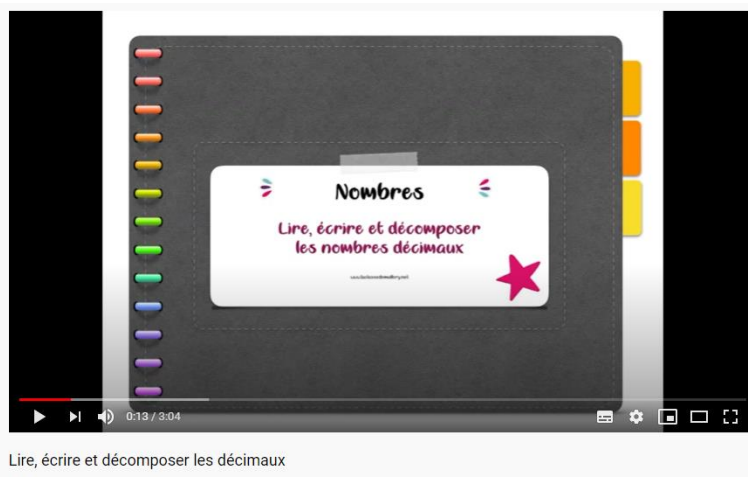 Nombres
Lire, écrire et décomposer
les nombres décimaux
0:13 / 3:04
Lire, écrire et décomposer les décimaux